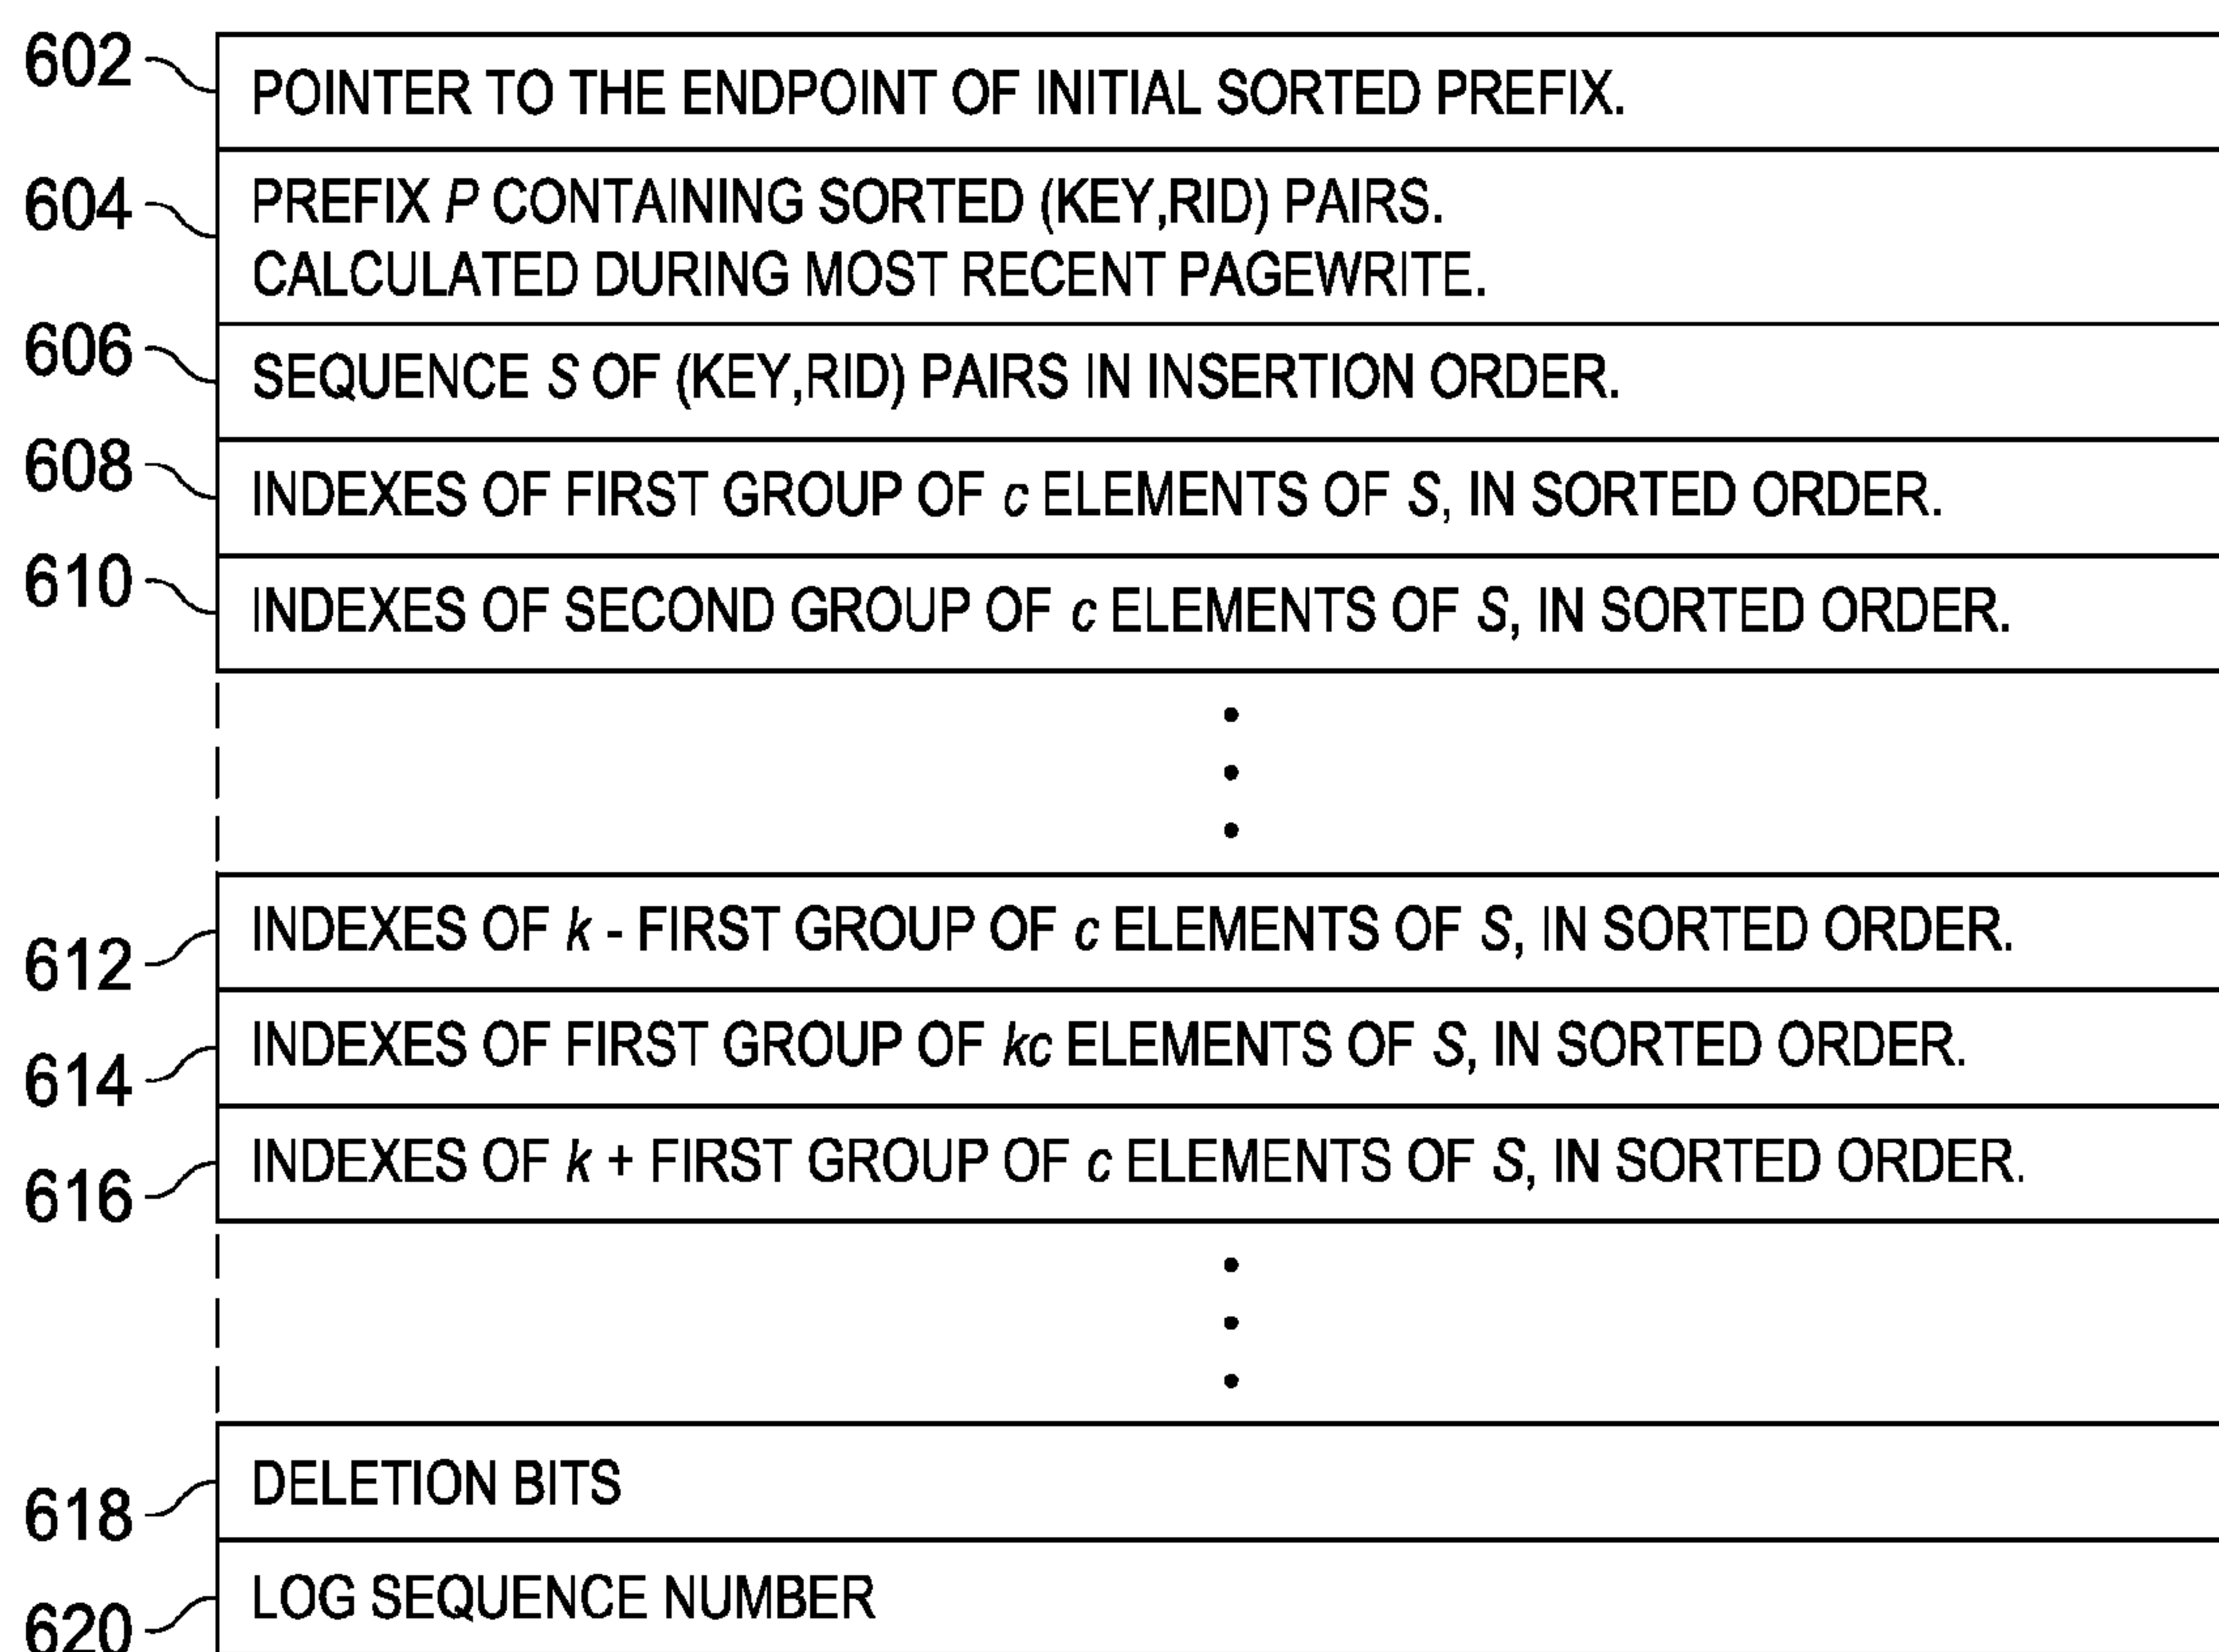 602 POINTER TO THE ENDPOINT OF INITIAL SORTED PREFIX.
604 PREFIX P CONTAINING SORTED (KEY,RID) PAIRS.
CALCULATED DURING MOST RECENT PAGEWRITE.
606 SEQUENCE S OF (KEY,RID) PAIRS IN INSERTION ORDER.
608 INDEXES OF FIRST GROUP OF c ELEMENTS OF S, IN SORTED ORDER.
610 INDEXES OF SECOND GROUP OF c ELEMENTS OF S, IN SORTED ORDER.
612 INDEXES OF k - FIRST GROUP OF c ELEMENTS OF S, IN SORTED ORDER.
614 INDEXES OF FIRST GROUP OF kc ELEMENTS OF S, IN SORTED ORDER.
616 INDEXES OF k + FIRST GROUP OF c ELEMENTS OF S, IN SORTED ORDER.
618 DELETION BITS
620 LOG SEQUENCE NUMBER